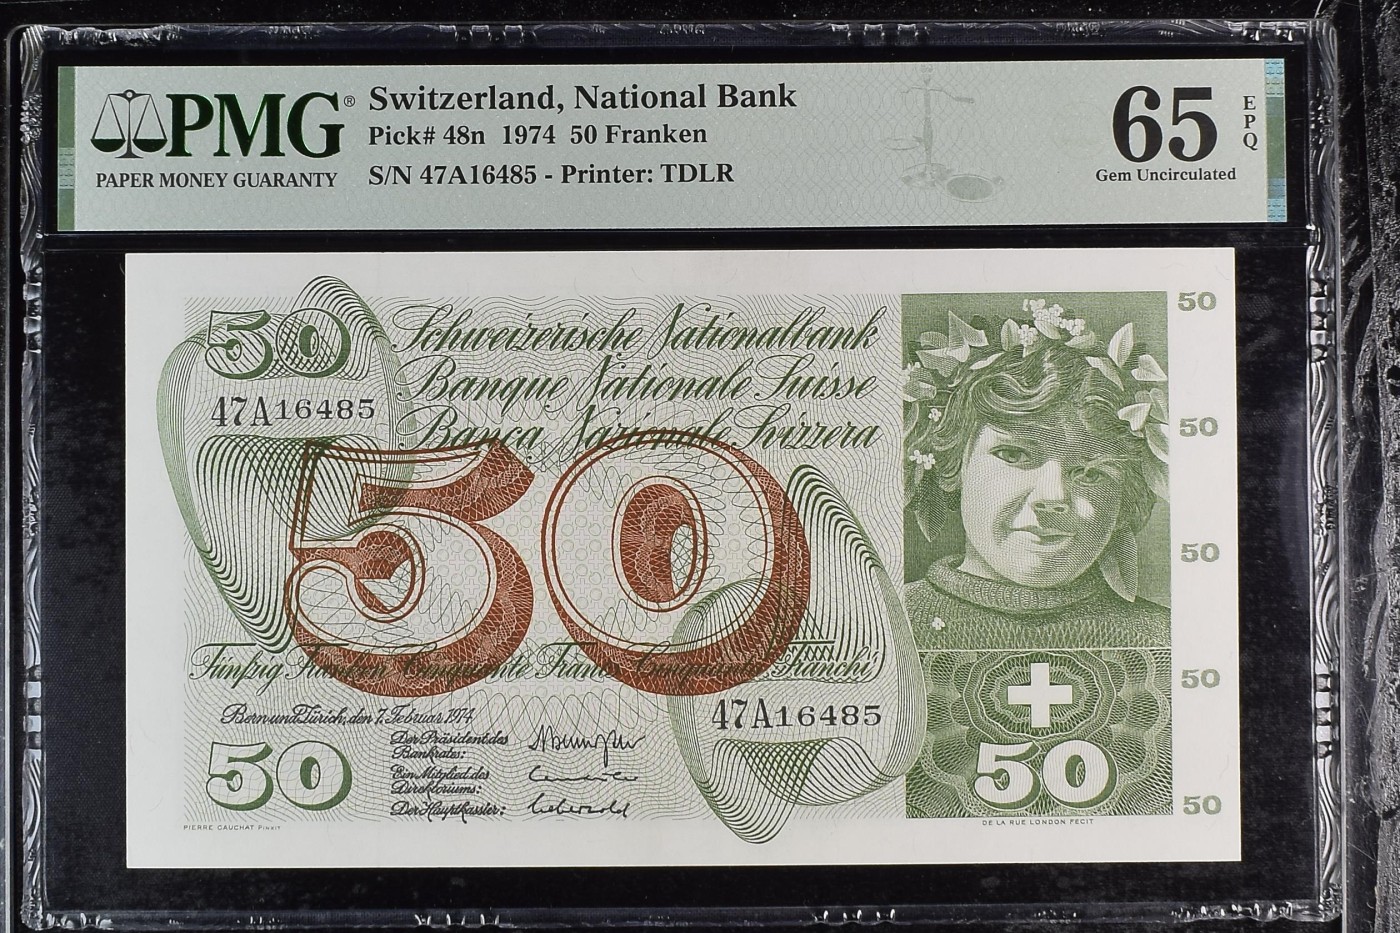 PMG®
PAPER MONEY GUARANTY
Switzerland, National Bank
Pick# 48n 1974 50 Franken
S/N 47A16485 - Printer: TDLR
65
EPQ
Gem Uncirculated
50
Schweizerische Nationalbank
47A16485
Banque Nationale Suisse
Banca Nazionale Svizzera
50
50
50
50
50
50
Fünfzig Franken Cinquante Francs Cinquanta Franchi
Bern und Zürich, den 7. Februar 1974
47A16485
Der Präsident des
Bankrates:
Ein Mitglied des
Direktoriums:
Der Hauptkassier:
50
50
PIERRE GAUCHAT PINXIT
DE LA RUE LONDON FECIT